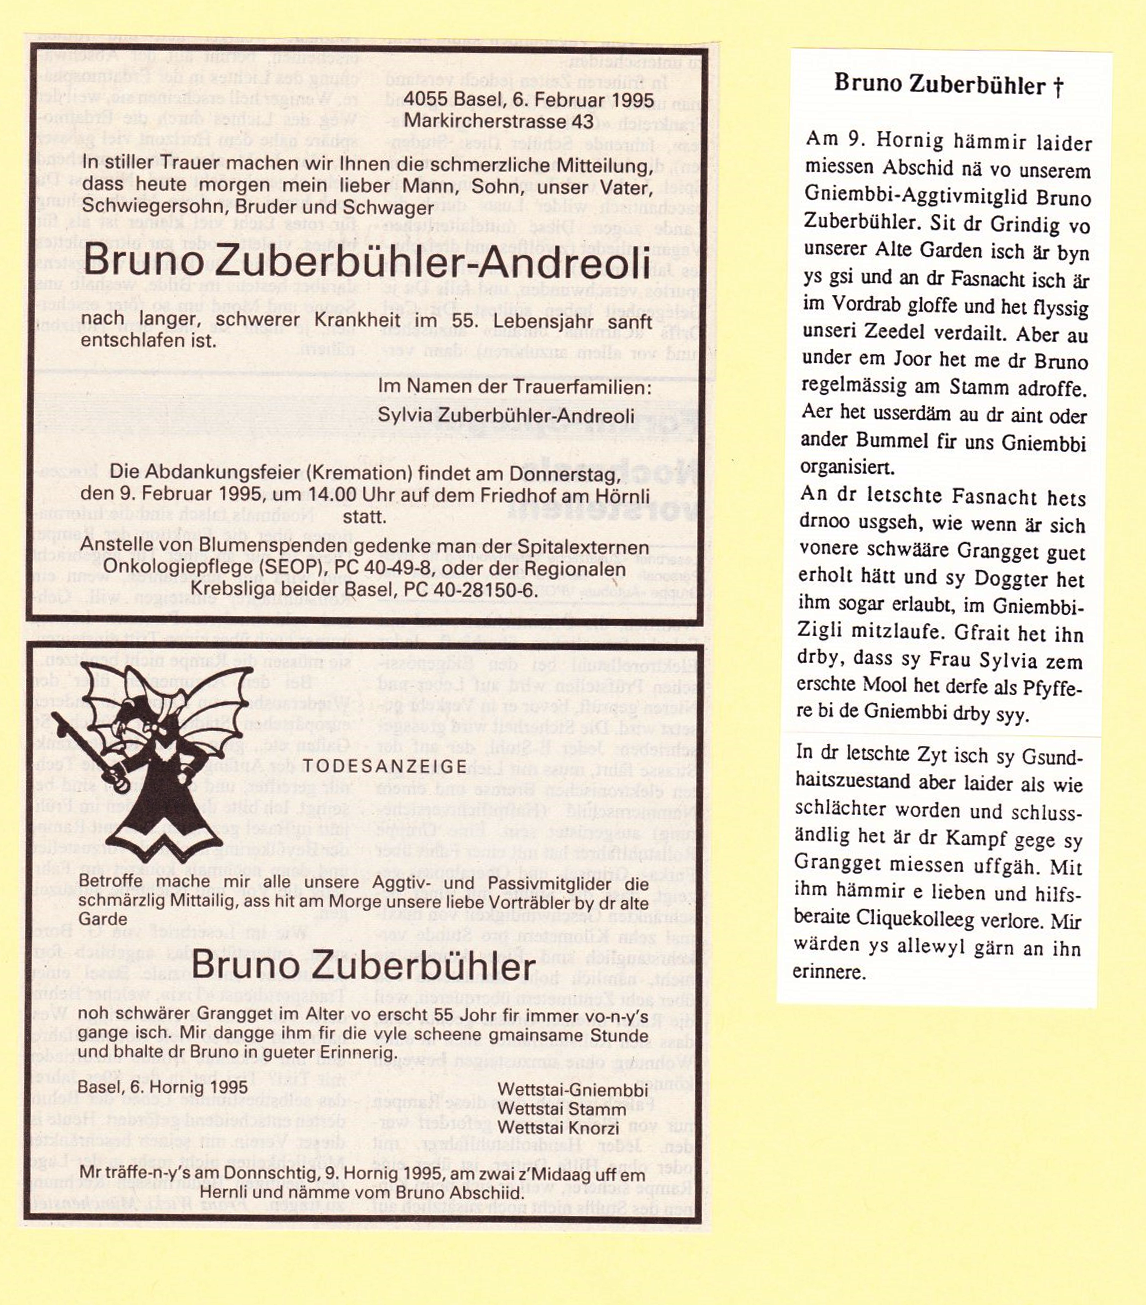 4055 Basel, 6. Februar 1995
Markircherstrasse 43
In stiller Trauer machen wir Ihnen die schmerzliche Mitteilung,
dass heute morgen mein lieber Mann, Sohn, unser Vater,
Schwiegersohn, Bruder und Schwager
Bruno Zuberbühler-Andreoli
nach langer, schwerer Krankheit im 55. Lebensjahr sanft
entschlafen ist.
Im Namen der Trauerfamilien:
Sylvia Zuberbühler-Andreoli
Die Abdankungsfeier (Kremation) findet am Donnerstag,
den 9. Februar 1995, um 14.00 Uhr auf dem Friedhof am Hörnli
statt.
Anstelle von Blumenspenden gedenke man der Spitalexternen
Onkologiepflege (SEOP), PC 40-49-8, oder der Regionalen
Krebsliga beider Basel, PC 40-28150-6.
TODESANZEIGE
Betroffe mache mir alle unsere Aggtiv- und Passivmitglider die
schmärzlig Mittailig, ass hit am Morge unsere liebe Vorträbler by dr alte
Garde
Bruno Zuberbühler
noh schwärer Grangget im Alter vo erscht 55 Johr fir immer vo-n-y's
gange isch. Mir dangge ihm fir die vyle scheene gmainsame Stunde
und bhalte dr Bruno in gueter Erinnerig.
Basel, 6. Hornig 1995
Wettstai-Gniembbi
Wettstai Stamm
Wettstai Knorzi
Mr träffe-n-y's am Donnschtig, 9. Hornig 1995, am zwai z'Midaag uff em
Hernli und nämme vom Bruno Abschiid.
Bruno Zuberbühler †
Am 9. Hornig hämmir laider
miessen Abschid nä vo unserem
Gniembbi-Aggtivmitglid Bruno
Zuberbühler. Sit dr Grindig vo
unserer Alte Garden isch är byn
ys gsi und an dr Fasnacht isch är
im Vordrab gloffe und het flyssig
unseri Zeedel verdailt. Aber au
under em Joor het me dr Bruno
regelmässig am Stamm adroffe.
Aer het usserdäm au dr aint oder
ander Bummel fir uns Gniembbi
organisiert.
An dr letschte Fasnacht hets
drnoo usgseh, wie wenn är sich
vonere schwääre Grangget guet
erholt hätt und sy Doggter het
ihm sogar erlaubt, im Gniembbi-
Zigli mitzlaufe. Gfrait het ihn
drby, dass sy Frau Sylvia zem
erschte Mool het derfe als Pfyffe-
re bi de Gniembbi drby syy.
In dr letschte Zyt isch sy Gsund-
haitszuestand aber laider als wie
schlächter worden und schluss-
ändlig het är dr Kampf gege sy
Grangget miessen uffgäh. Mit
ihm hämmir e lieben und hilfs-
beraite Cliquekolleeg verlore. Mir
wärden ys allewyl gärn an ihn
erinnere.